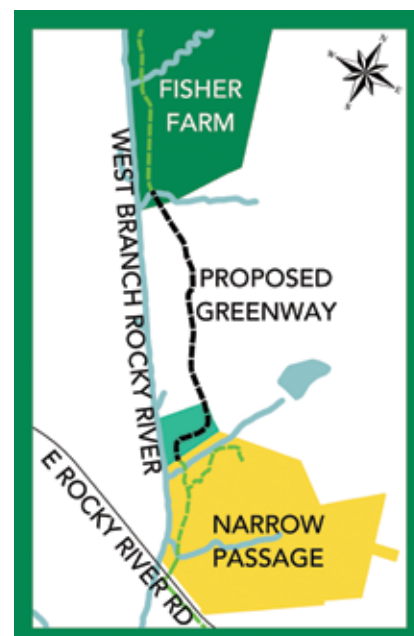 N
W
E
S
FISHER
FARM
WEST BRANCH ROCKY RIVER
PROPOSED
GREENWAY
E ROCKY RIVER RD
NARROW
PASSAGE